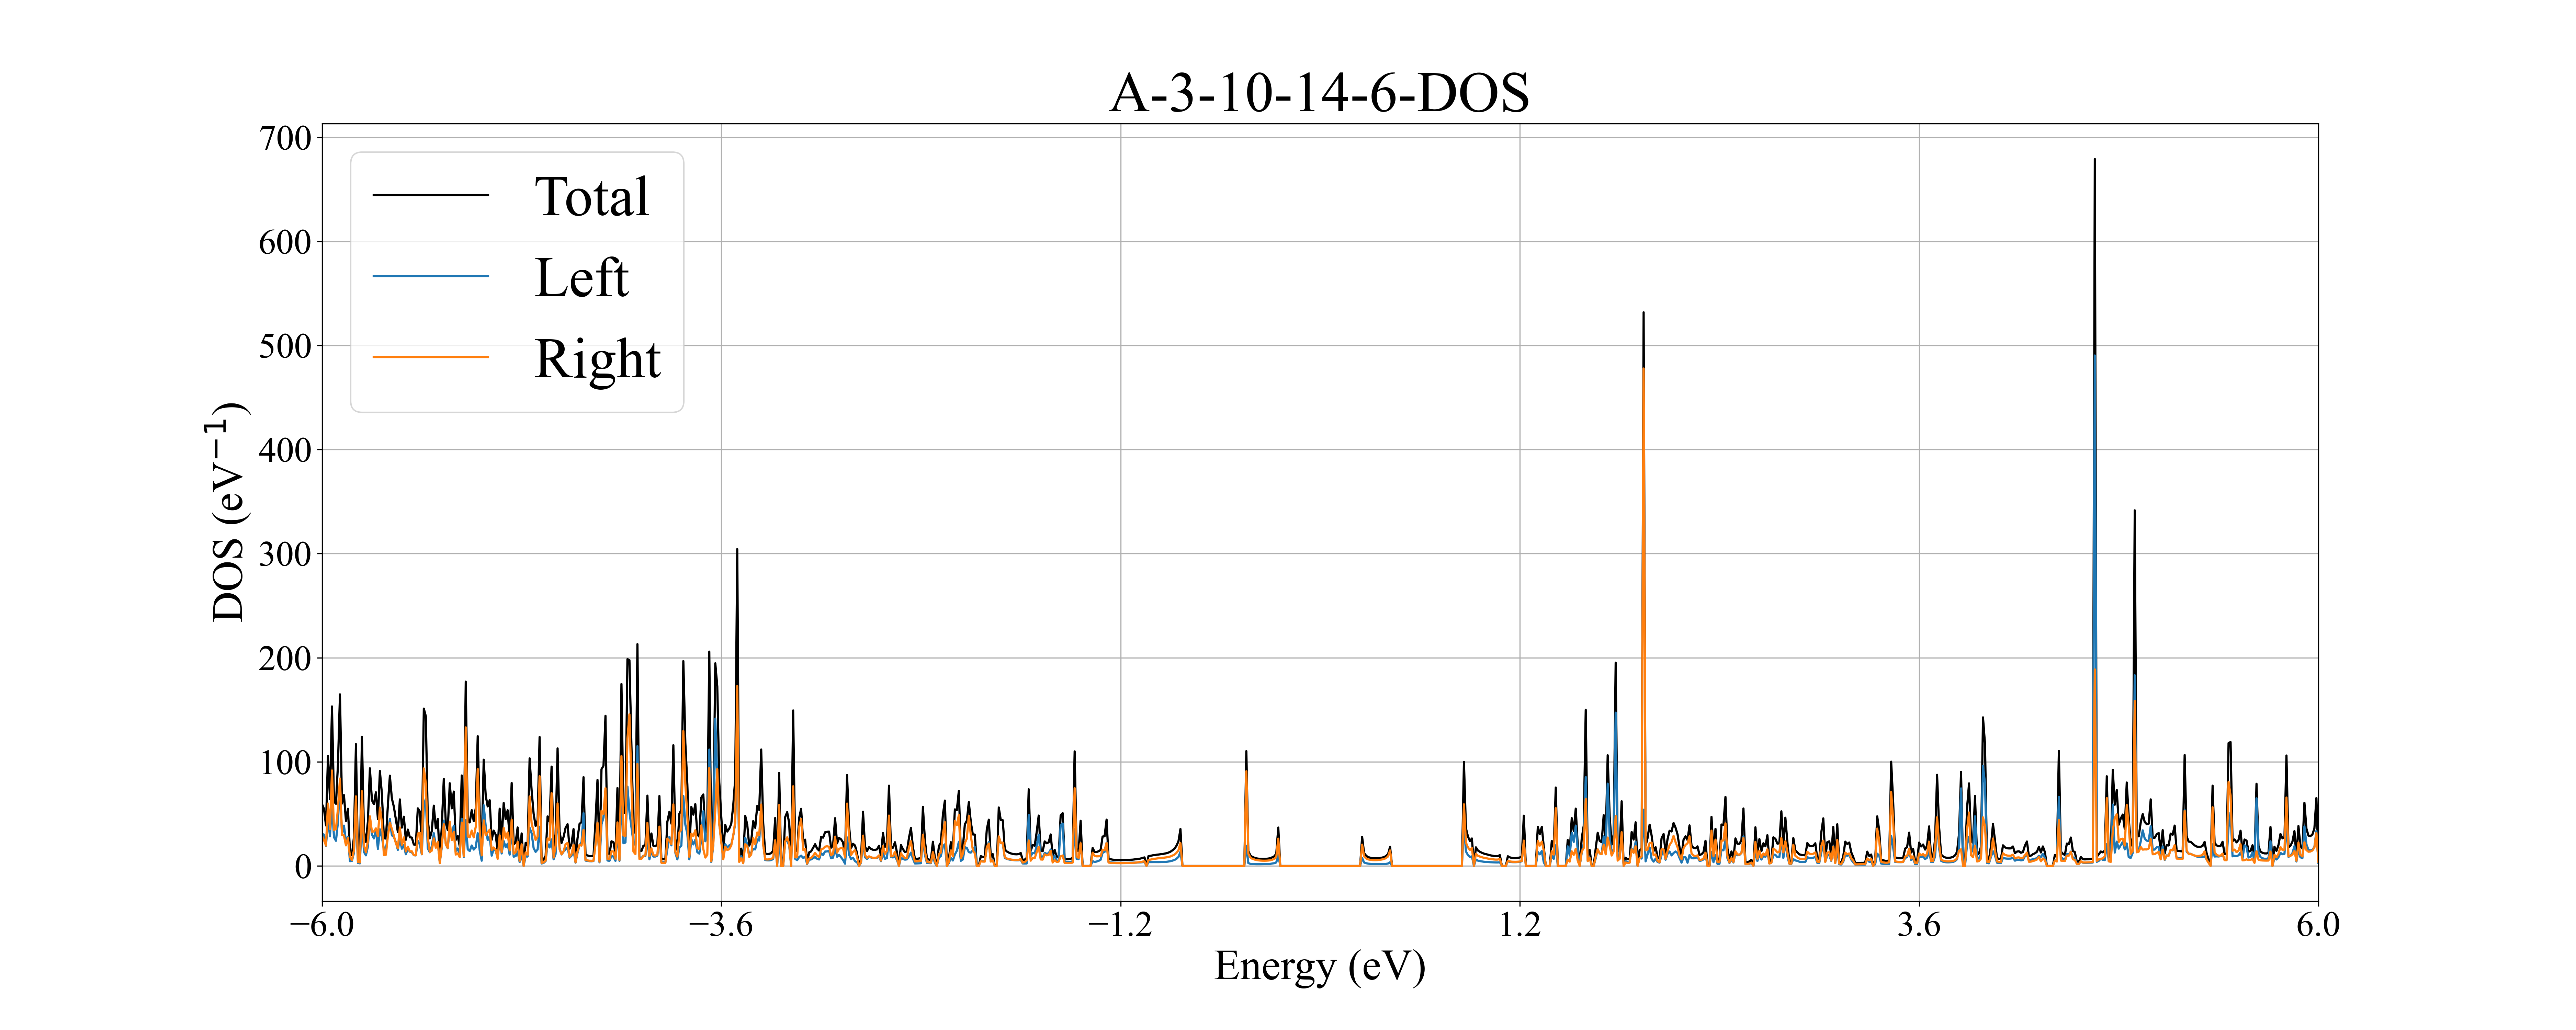 A-3-10-14-6-DOS
Total
Left
Right
700
600
500
400
300
200
100
0
DOS (eV⁻¹)
−6.0
−3.6
−1.2
1.2
3.6
6.0
Energy (eV)